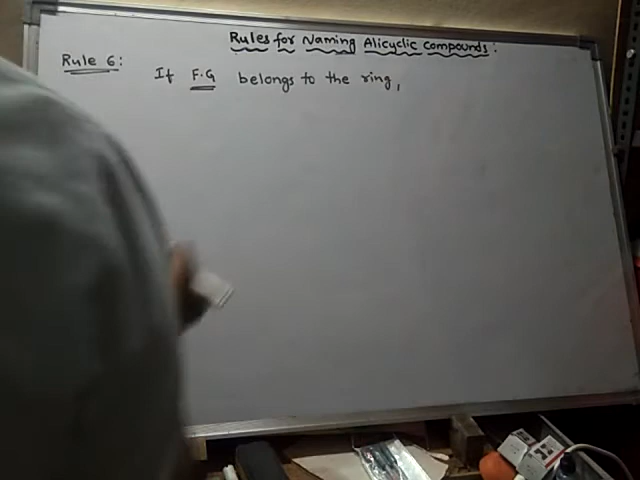 Rules for Naming Alicyclic Compounds:
Rule 6:
If F.G belongs to the ring,